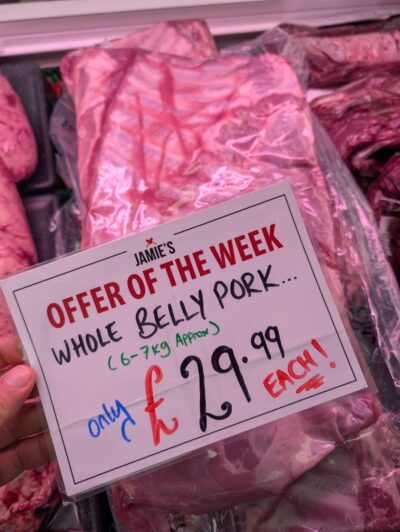 JAMIE'S
OFFER OF THE WEEK
WHOLE BELLY PORK...
(6-7kg Approx)
only £29.99 EACH!